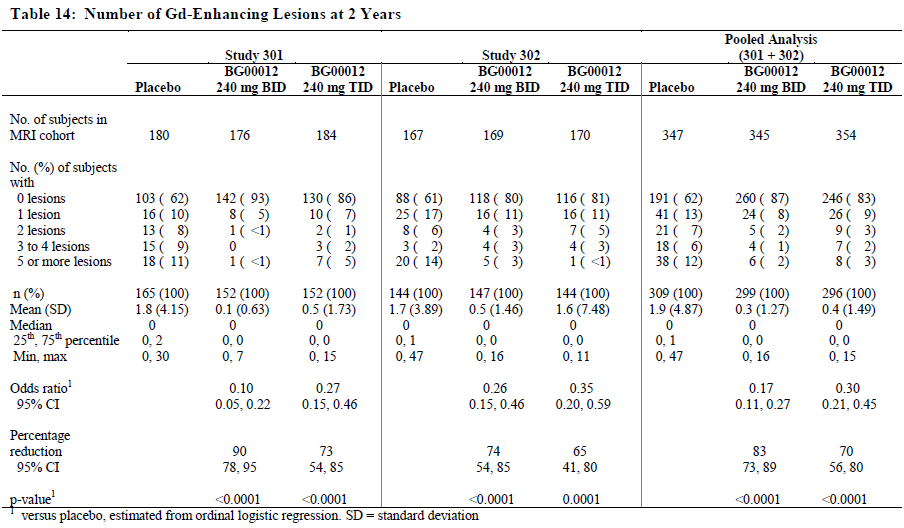 Table 14: Number of Gd-Enhancing Lesions at 2 Years
Pooled Analysis
Study 301 Study 302 (301 + 302)
BG00012 BG00012 BG00012 BG00012 BG00012 BG00012
Placebo 240 mg BID 240 mg TID Placebo 240 mg BID 240 mg TID Placebo 240 mg BID 240 mg TID
No. of subjects in
MRI cohort 180 176 184 167 169 170 347 345 354
No. (%) of subjects
with
0 lesions 103 ( 62) 142 ( 93) 130 ( 86) 88 ( 61) 118 ( 80) 116 ( 81) 191 ( 62) 260 ( 87) 246 ( 83)
1 lesion 16 ( 10) 8 ( 5) 10 ( 7) 25 ( 17) 16 ( 11) 16 ( 11) 41 ( 13) 24 ( 8) 26 ( 9)
2 lesions 13 ( 8) 1 ( <1) 2 ( 1) 8 ( 6) 4 ( 3) 7 ( 5) 21 ( 7) 5 ( 2) 9 ( 3)
3 to 4 lesions 15 ( 9) 0 3 ( 2) 3 ( 2) 4 ( 3) 4 ( 3) 18 ( 6) 4 ( 1) 7 ( 2)
5 or more lesions 18 ( 11) 1 ( <1) 7 ( 5) 20 ( 14) 5 ( 3) 1 ( <1) 38 ( 12) 6 ( 2) 8 ( 3)
n (%) 165 (100) 152 (100) 152 (100) 144 (100) 147 (100) 144 (100) 309 (100) 299 (100) 296 (100)
Mean (SD) 1.8 (4.15) 0.1 (0.63) 0.5 (1.73) 1.7 (3.89) 0.5 (1.46) 1.6 (7.48) 1.9 (4.87) 0.3 (1.27) 0.4 (1.49)
Median 0 0 0 0 0 0 0 0 0
25th, 75th percentile 0, 2 0, 0 0, 0 0, 1 0, 0 0, 0 0, 1 0, 0 0, 0
Min, max 0, 30 0, 7 0, 15 0, 47 0, 16 0, 11 0, 47 0, 16 0, 15
Odds ratio1 0.10 0.27 0.26 0.35 0.17 0.30
95% CI 0.05, 0.22 0.15, 0.46 0.15, 0.46 0.20, 0.59 0.11, 0.27 0.21, 0.45
Percentage
reduction 90 73 74 65 83 70
95% CI 78, 95 54, 85 54, 85 41, 80 73, 89 56, 80
p-value1 <0.0001 <0.0001 <0.0001 0.0001 <0.0001 <0.0001
1 versus placebo, estimated from ordinal logistic regression. SD = standard deviation